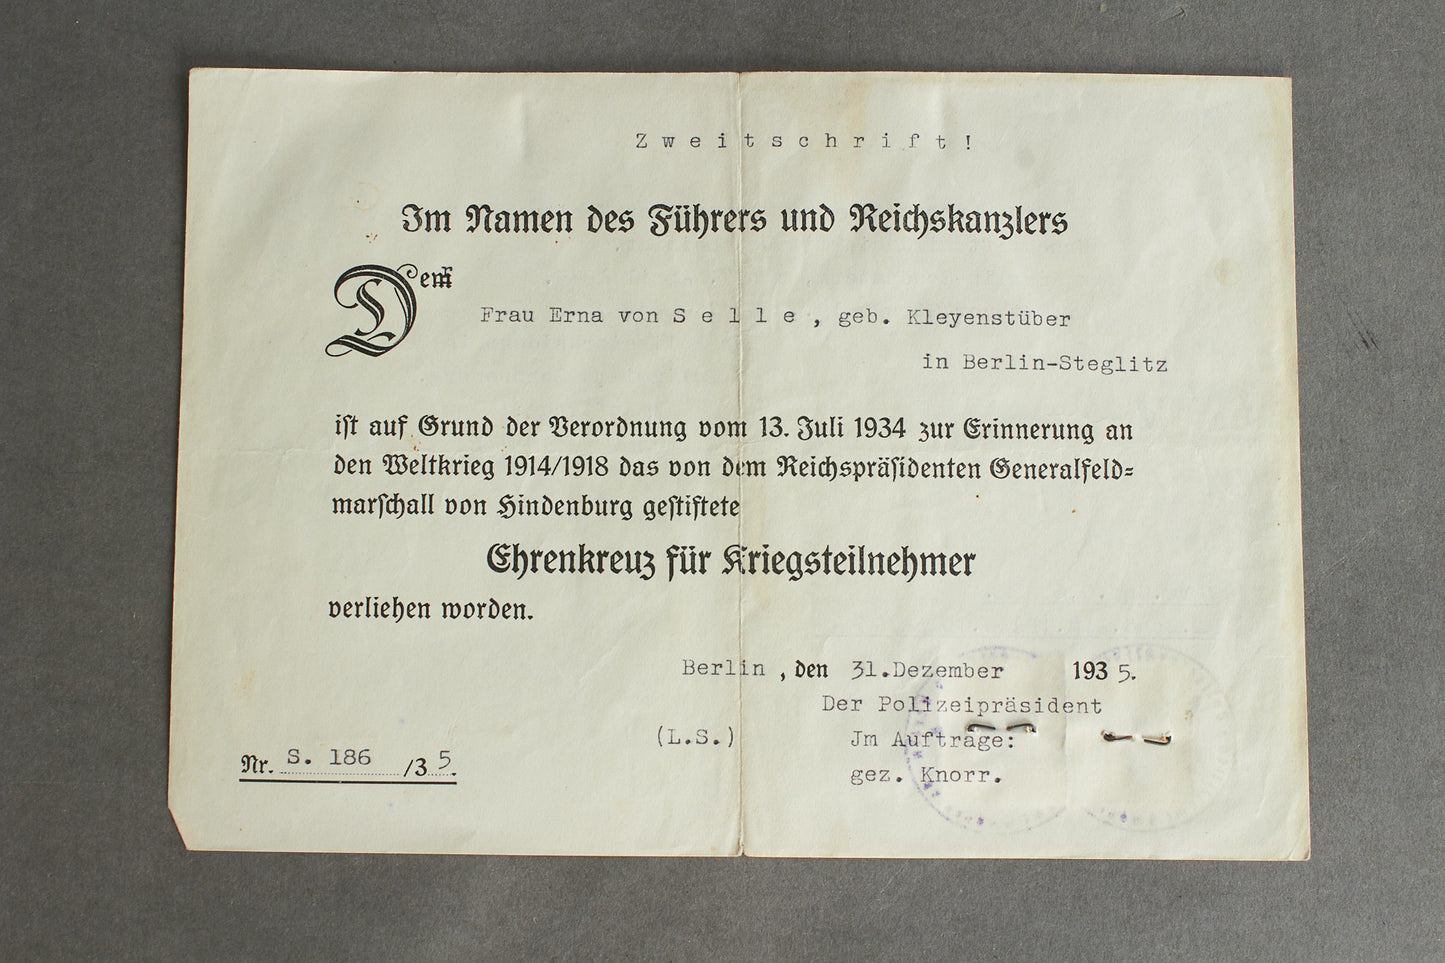 Zweitschrift!
Im Namen des Führers und Reichskanzlers
Der
Frau Erna von Selle, geb. Kleyenstüber
in Berlin-Steglitz
ist auf Grund der Verordnung vom 13. Juli 1934 zur Erinnerung an
den Weltkrieg 1914/1918 das von dem Reichspräsidenten Generalfeld-
marschall von Hindenburg gestiftete
Ehrenkreuz für Kriegsteilnehmer
verliehen worden.
Berlin, den 31.Dezember 1935.
Der Polizeipräsident
(L.S.) Jm Auftrage:
gez. Knorr.
Nr. S. 186 /35.